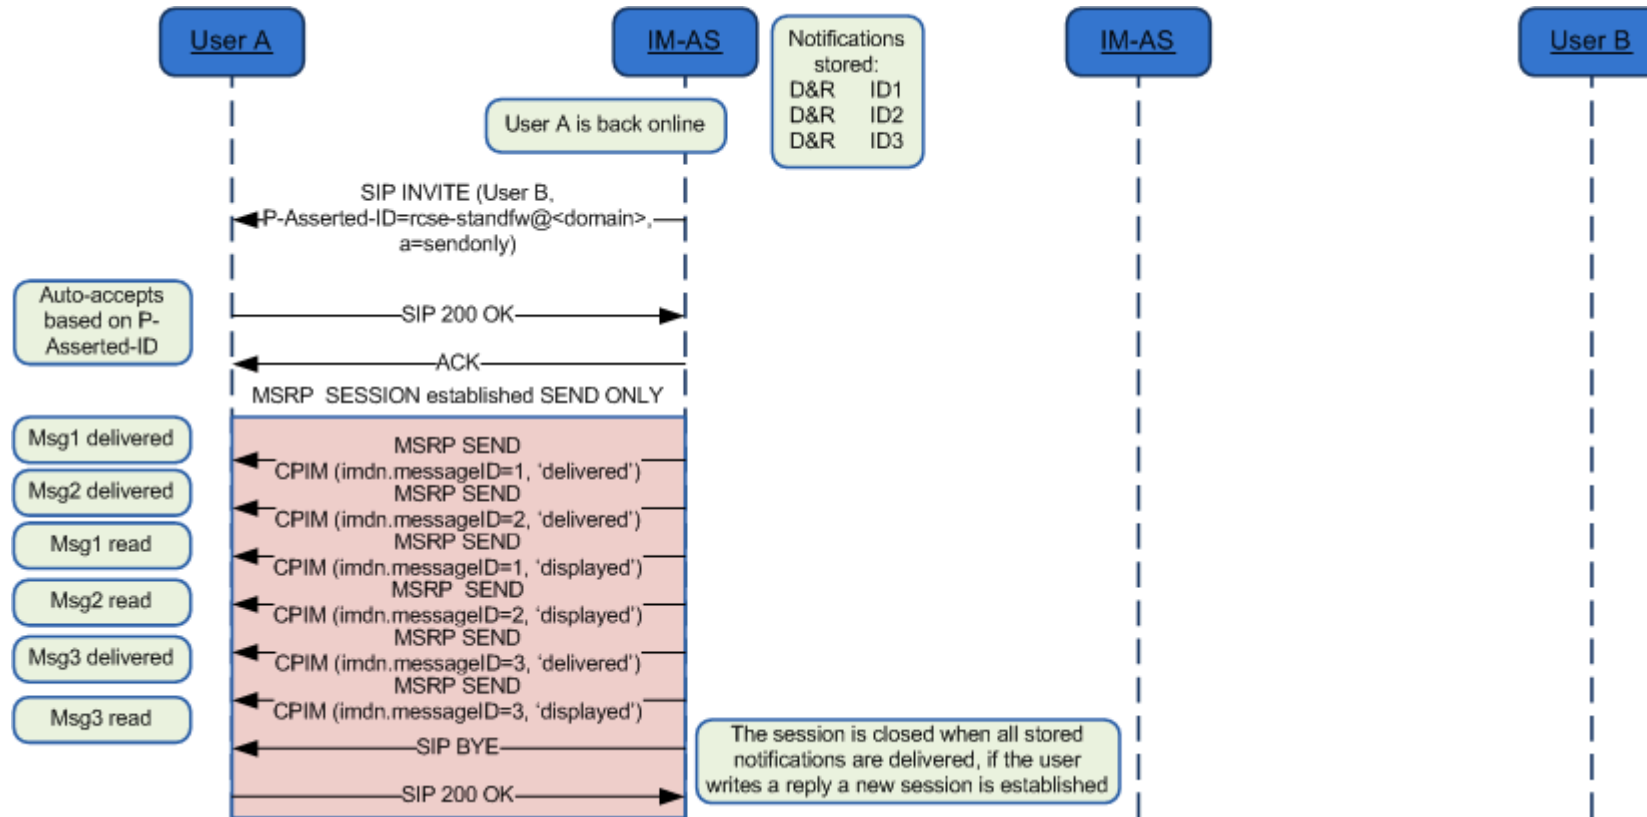 User A
IM-AS
Notifications
stored:
D&R ID1
D&R ID2
D&R ID3
IM-AS
User B
User A is back online
SIP INVITE (User B,
P-Asserted-ID=rcse-standfw@<domain>,
a=sendonly)
Auto-accepts
based on P-
Asserted-ID
SIP 200 OK
ACK
MSRP SESSION established SEND ONLY
Msg1 delivered
MSRP SEND
CPIM (imdn.messageID=1, ‘delivered’)
Msg2 delivered
MSRP SEND
CPIM (imdn.messageID=2, ‘delivered’)
Msg1 read
MSRP SEND
CPIM (imdn.messageID=1, ‘displayed’)
Msg2 read
MSRP SEND
CPIM (imdn.messageID=2, ‘displayed’)
Msg3 delivered
MSRP SEND
CPIM (imdn.messageID=3, ‘delivered’)
Msg3 read
MSRP SEND
CPIM (imdn.messageID=3, ‘displayed’)
SIP BYE
The session is closed when all stored
notifications are delivered, if the user
writes a reply a new session is established
SIP 200 OK